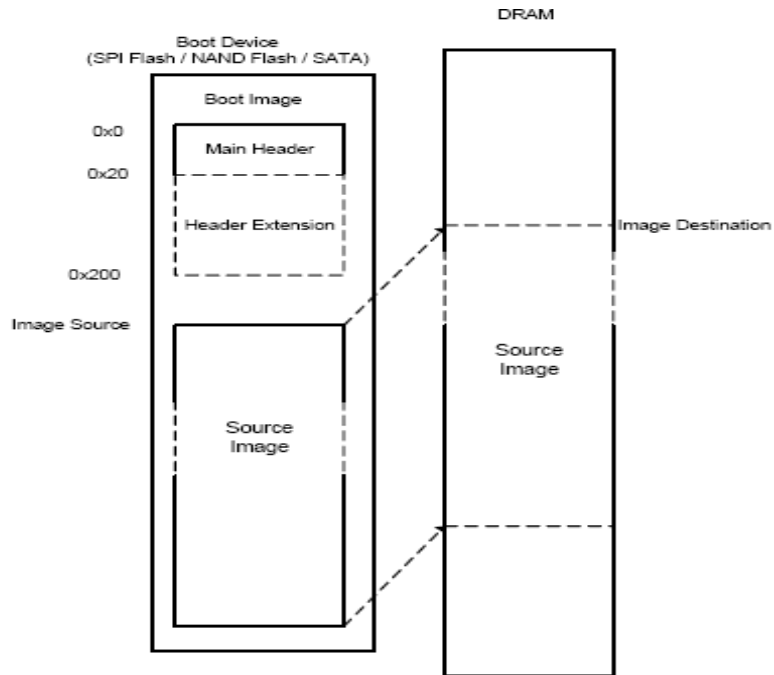 DRAM
Boot Device
(SPI Flash / NAND Flash / SATA)
Boot Image
0x0
Main Header
0x20
Header Extension
Image Destination
0x200
Image Source
Source
Image
Source
Image